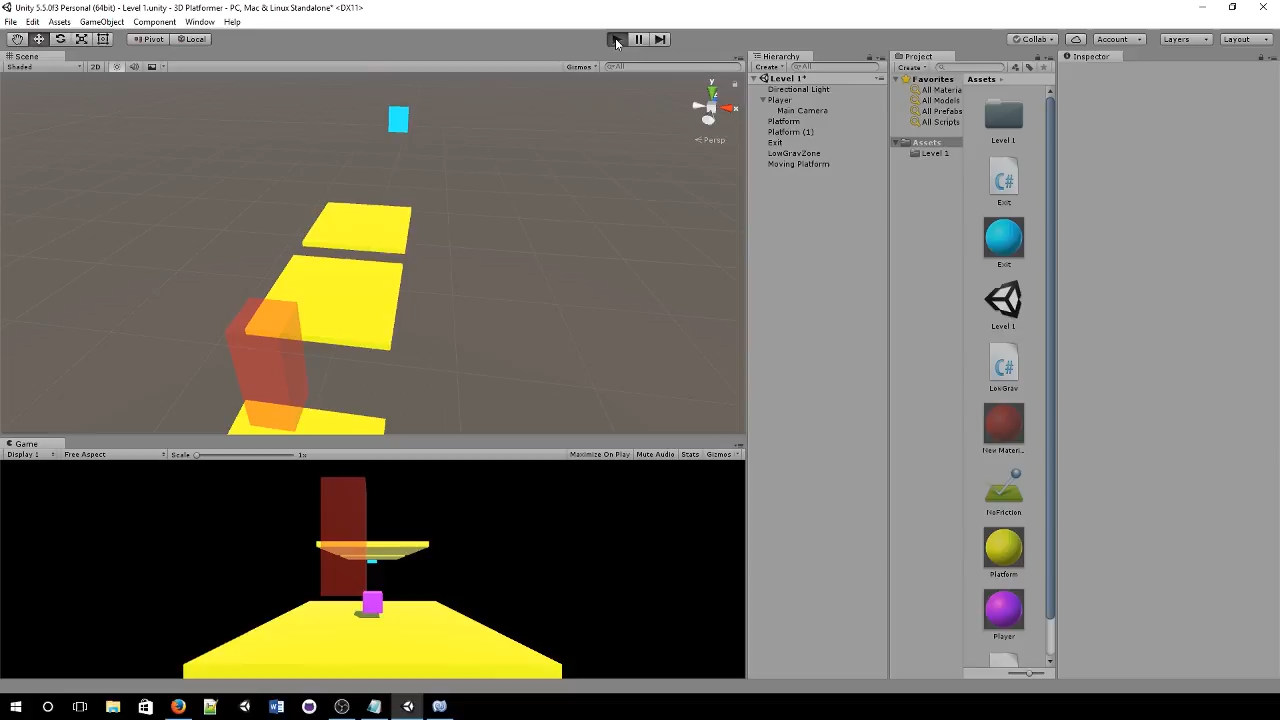 Unity 5.5.0f3 Personal (64bit) - Level 1.unity - 3D Platformer - PC, Mac & Linux Standalone* <DX11>
File Edit Assets GameObject Component Window Help
Pivot Local Collab Account Layers Layout
Scene
Shaded 2D Gizmos All
y
x
Persp
Game
Display 1 Free Aspect Scale 1x Maximize On Play Mute Audio Stats Gizmos
Hierarchy
Create All
Level 1*
Directional Light
Player
Main Camera
Platform
Platform (1)
Exit
LowGravZone
Moving Platform
Project
Create
Favorites
All Materia
All Models
All Prefabs
All Scripts
Assets
Level 1
Assets
Level 1
Exit
Exit
Level 1
LowGrav
New Materi...
NoFriction
Platform
Player
Inspector